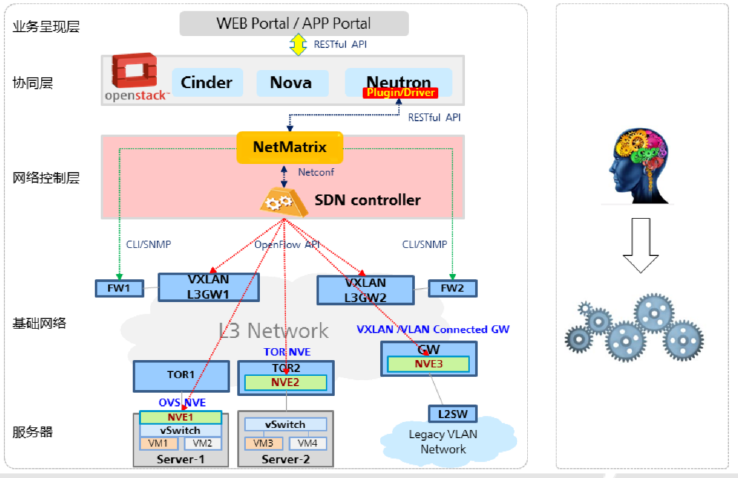 业务呈现层
WEB Portal / APP Portal
RESTful API
协同层
openstack™
Cinder
Nova
Neutron
Plugin/Driver
RESTful API
网络控制层
NetMatrix
Netconf
SDN controller
CLI/SNMP
OpenFlow API
CLI/SNMP
FW1
VXLAN
L3GW1
VXLAN
L3GW2
FW2
基础网络
L3 Network
VXLAN /VLAN Connected GW
TOR NVE
GW
NVE3
TOR1
TOR2
NVE2
OVS NVE
L2SW
服务器
NVE1
vSwitch
VM1
VM2
Server-1
vSwitch
VM3
VM4
Server-2
Legacy VLAN
Network